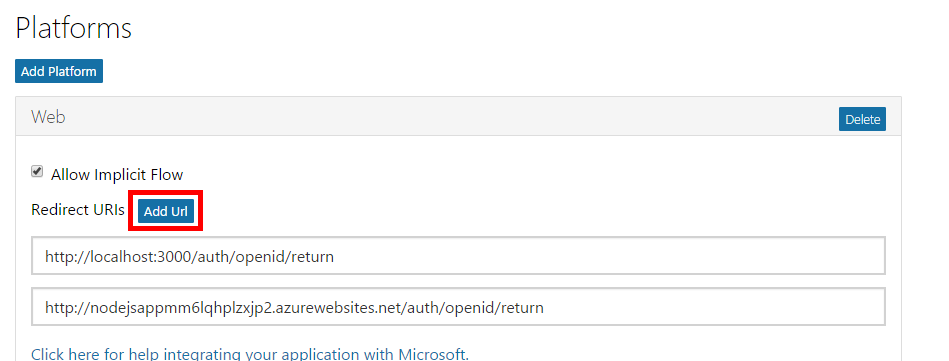 Platforms
Add Platform
Web
Delete
Allow Implicit Flow
Redirect URIs Add Url
http://localhost:3000/auth/openid/return
http://nodejsappmm6lqhplzxjp2.azurewebsites.net/auth/openid/return
Click here for help integrating your application with Microsoft.